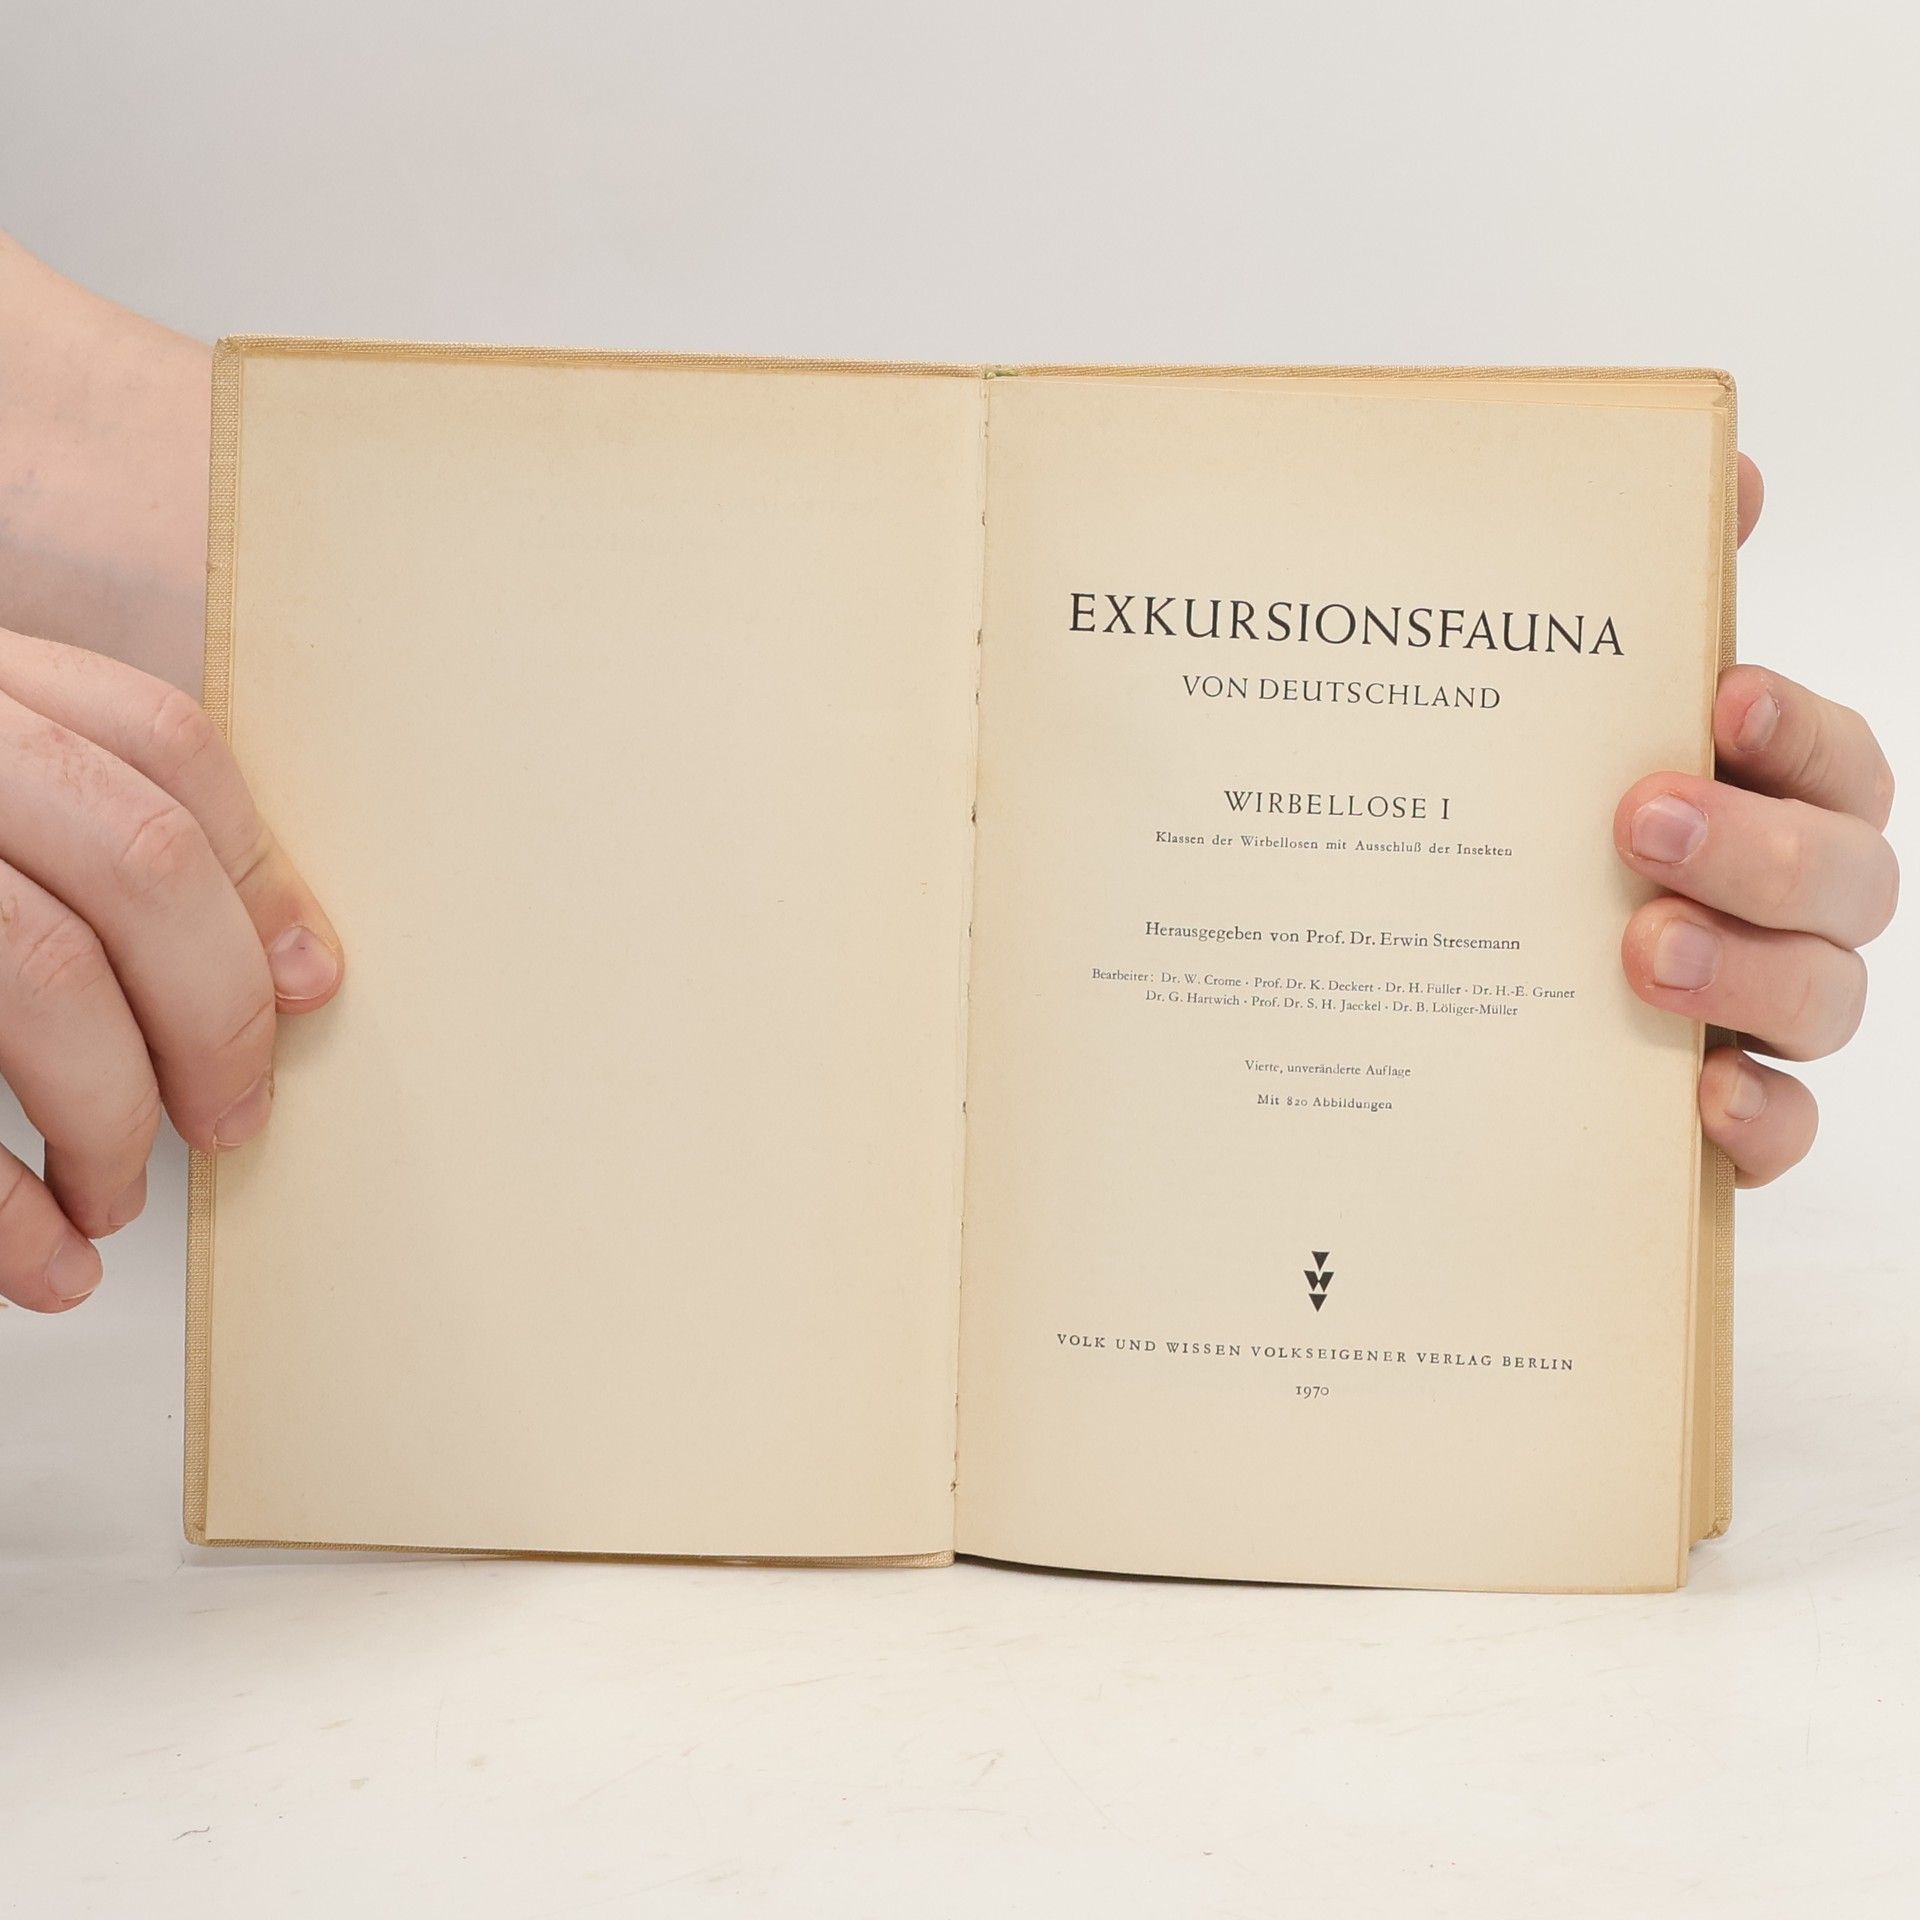 EXKURSIONSFAUNA
VON DEUTSCHLAND
WIRBELLOSE I
Klassen der Wirbellosen mit Ausschluß der Insekten
Herausgegeben von Prof. Dr. Erwin Stresemann
Bearbeiter: Dr. W. Crome · Prof. Dr. K. Deckert · Dr. H. Füller · Dr. H.-E. Gruner
Dr. G. Hartwich · Prof. Dr. S. H. Jaeckel · Dr. B. Löliger-Müller
Vierte, unveränderte Auflage
Mit 820 Abbildungen
VWV
VOLK UND WISSEN VOLKSEIGENER VERLAG BERLIN
1970